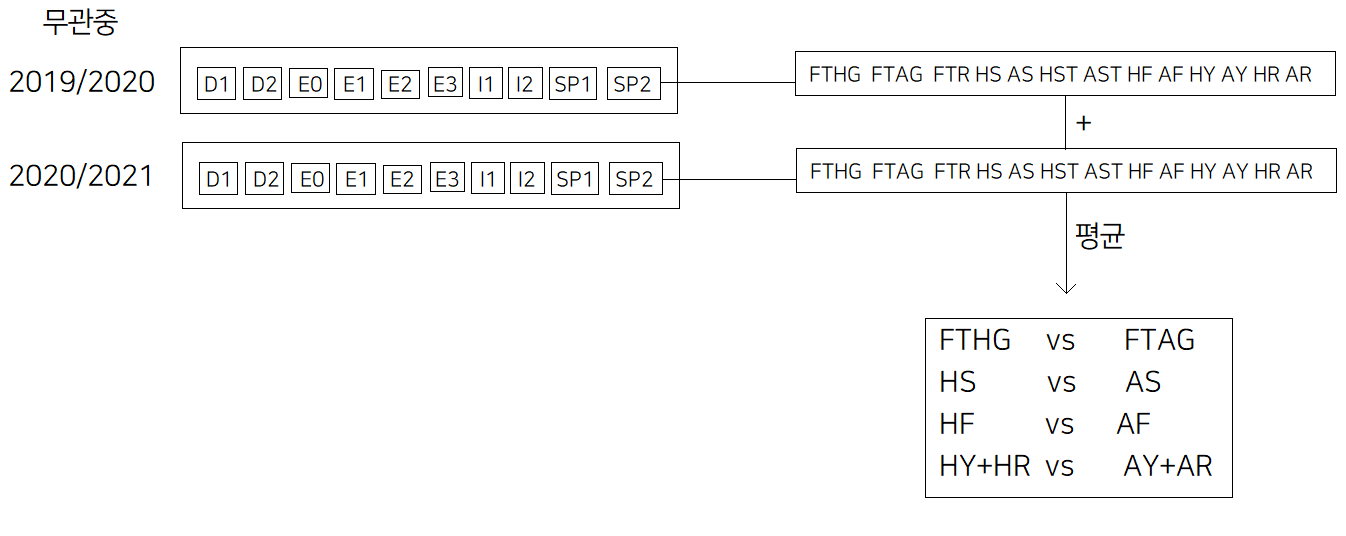 무관중
2019/2020 D1 D2 E0 E1 E2 E3 I1 I2 SP1 SP2 FTHG FTAG FTR HS AS HST AST HF AF HY AY HR AR
+
2020/2021 D1 D2 E0 E1 E2 E3 I1 I2 SP1 SP2 FTHG FTAG FTR HS AS HST AST HF AF HY AY HR AR
평균
FTHG vs FTAG
HS vs AS
HF vs AF
HY+HR vs AY+AR